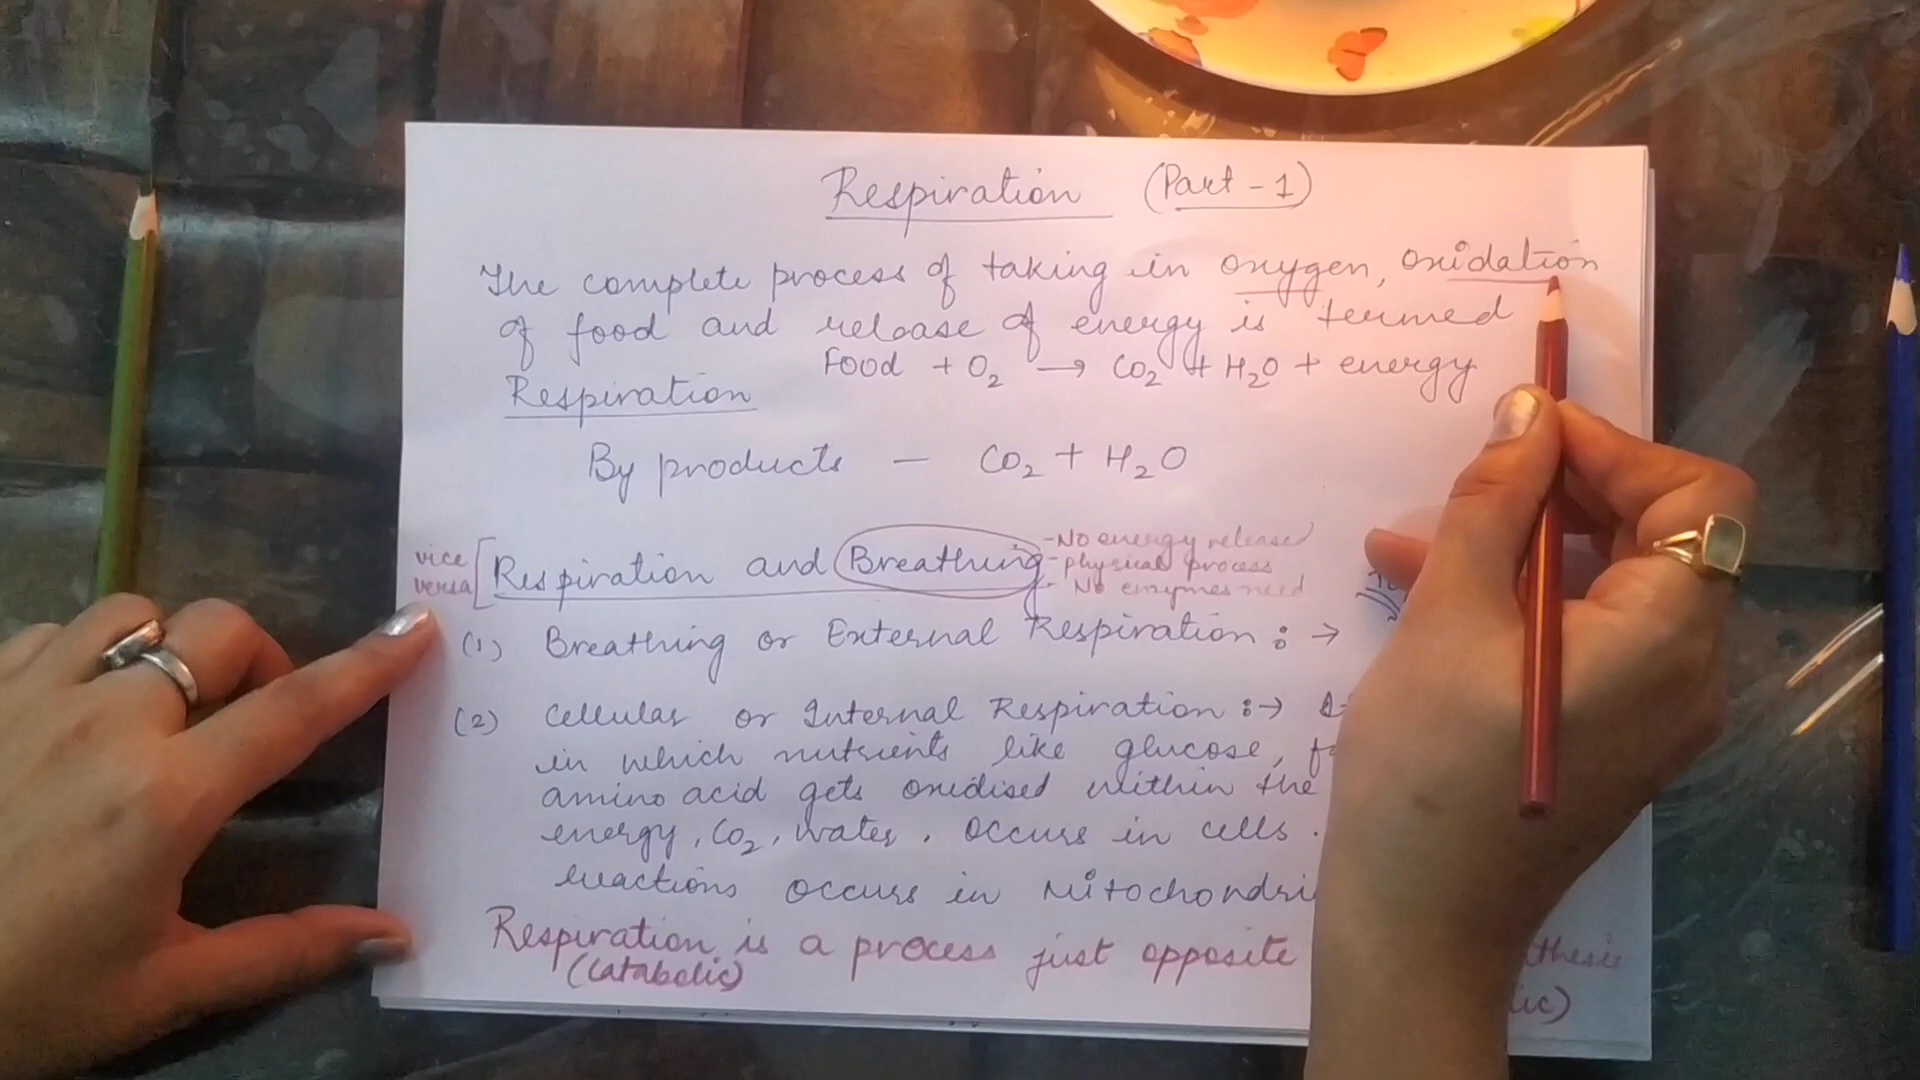 Respiration (Part - 1)
The complete process of taking in oxygen, oxidation
of food and release of energy is termed
Food + O2 → CO2 + H2O + energy
Respiration
By products - CO2 + H2O
vice versa
Respiration and Breathing
-No energy released
-physical process
- No enzymes need
(1) Breathing or External Respiration :→
(2) Cellular or Internal Respiration :→
in which nutrients like glucose,
amino acid gets oxidised within the
energy, CO2, water. Occurs in cells.
reactions occurs in Mitochondri
Respiration is a process just opposite thesis
(Catabolic) lic)